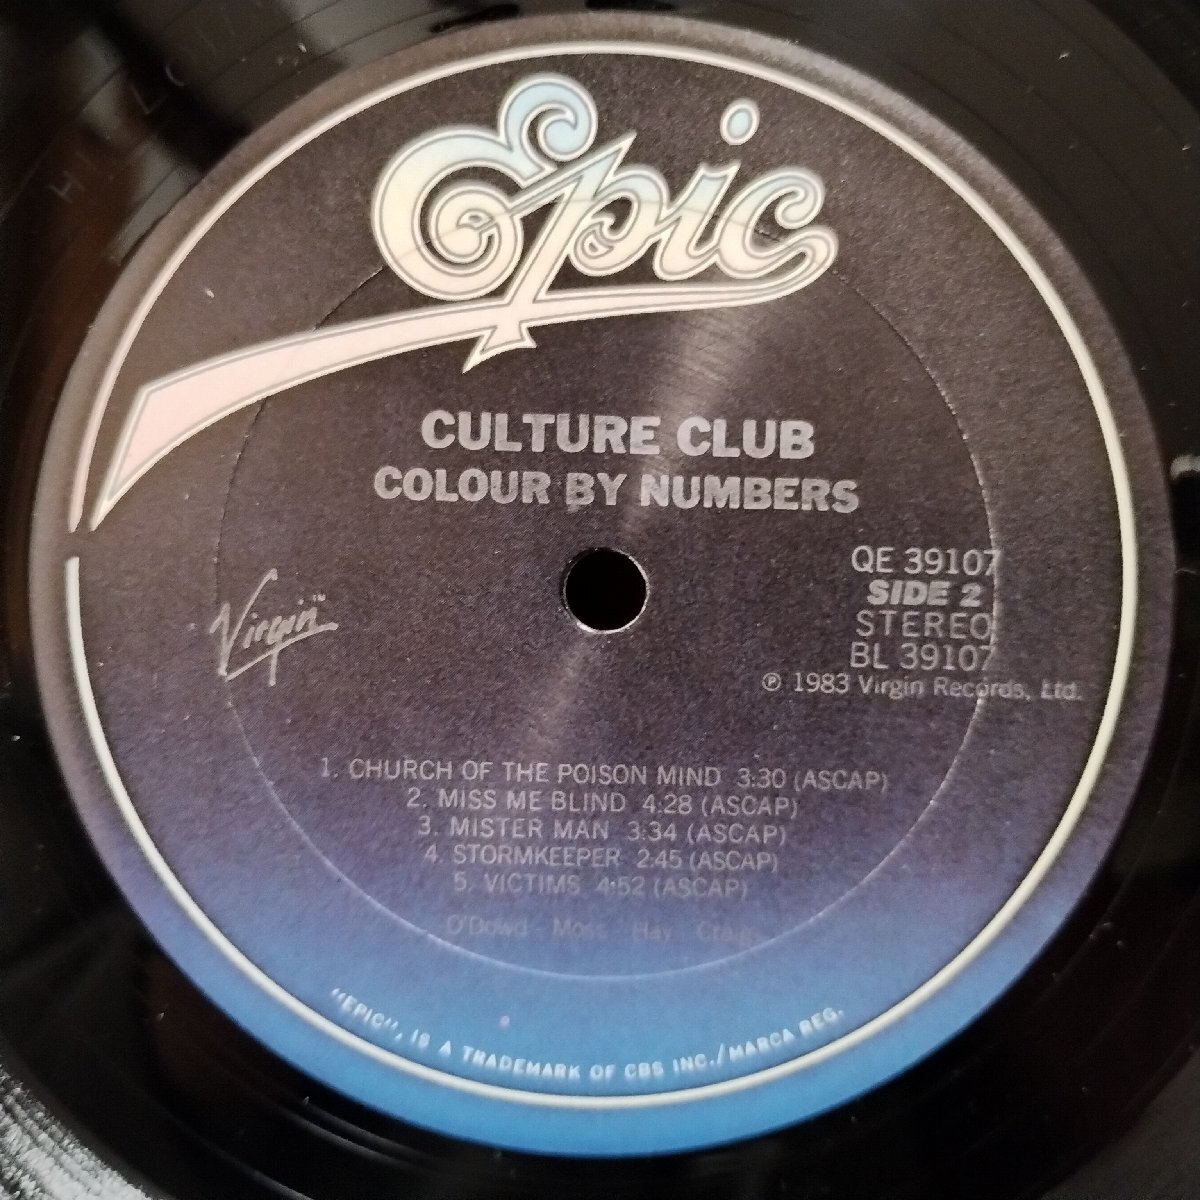 Epic
CULTURE CLUB
COLOUR BY NUMBERS
Virgin™
QE 39107
SIDE 2
STEREO
BL 39107
℗ 1983 Virgin Records, Ltd.
1. CHURCH OF THE POISON MIND 3:30 (ASCAP)
2. MISS ME BLIND 4:28 (ASCAP)
3. MISTER MAN 3:34 (ASCAP)
4. STORMKEEPER 2:45 (ASCAP)
5. VICTIMS 4:52 (ASCAP)
O'Dowd - Moss Hay Craig
"EPIC", IS A TRADEMARK OF CBS INC./MARCA REG.